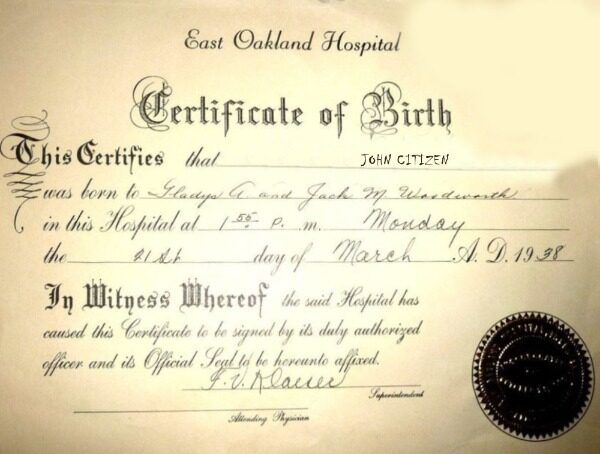 East Oakland Hospital
Certificate of Birth
This Certifies that JOHN CITIZEN
was born to Gladys A. and Jack M. Woodworth
in this Hospital at 1 55 P. m. Monday
the 21st day of March A. D. 1938
In Witness Whereof the said Hospital has
caused this Certificate to be signed by its duly authorized
officer and its Official Seal to be hereunto affixed.
F. V.
Superintendent
Attending Physician